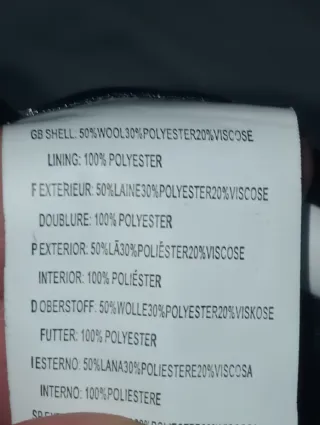 GB SHELL: 50%WOOL30%POLYESTER20%VISCOSE
LINING: 100% POLYESTER
F EXTERIEUR: 50%LAINE30%POLYESTER20%VISCOSE
DOUBLURE: 100% POLYESTER
P EXTERIOR: 50%LÃ30%POLIÉSTER20%VISCOSE
INTERIOR: 100% POLIÉSTER
D OBERSTOFF: 50%WOLLE30%POLYESTER20%VISKOSE
FUTTER: 100% POLYESTER
I ESTERNO: 50%LANA30%POLIESTERE20%VISCOSA
INTERNO: 100%POLIESTERE